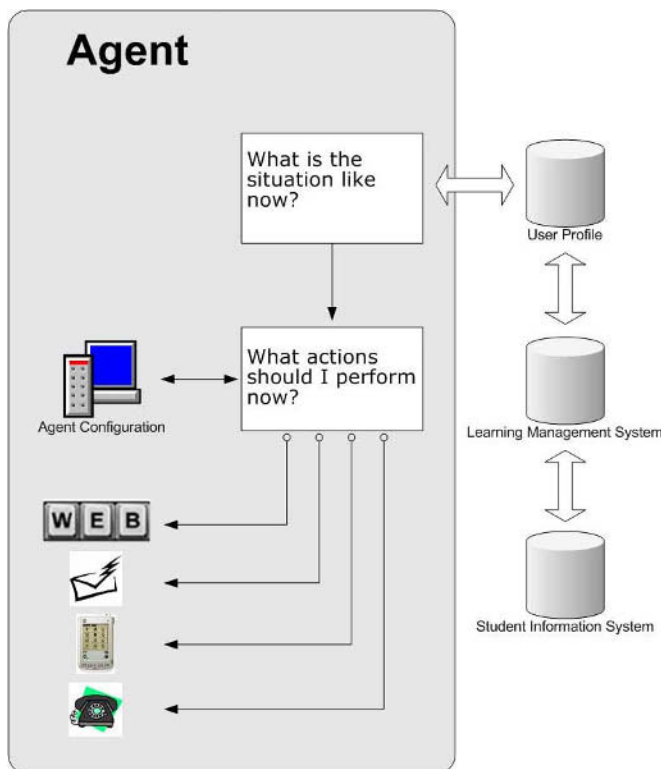 Agent
What is the
situation like
now?
User Profile
What actions
should I perform
now?
Agent Configuration
Learning Management System
WEB
Student Information System